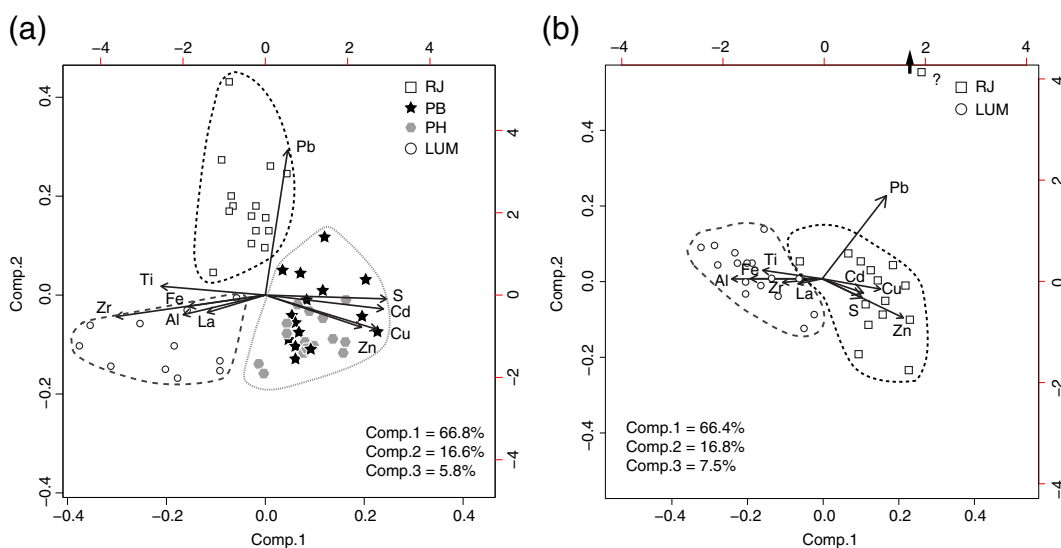 (a)
−4 −2 0 2 4
0.4
0.2
0.0
−0.2
−0.4
Comp.2
RJ
PB
PH
LUM
Pb
Ti
Zr
Fe
Al
La
S
Cd
Cu
Zn
4
2
0
−2
−4
Comp.1 = 66.8%
Comp.2 = 16.6%
Comp.3 = 5.8%
−0.4 −0.2 0.0 0.2 0.4
Comp.1
(b)
−4 −2 0 2 4
0.4
0.2
0.0
−0.2
−0.4
Comp.2
?
RJ
LUM
Pb
Ti
Fe
Al
Zr
La
Cd
Cu
S
Zn
4
2
0
−2
−4
Comp.1 = 66.4%
Comp.2 = 16.8%
Comp.3 = 7.5%
−0.4 −0.2 0.0 0.2 0.4
Comp.1